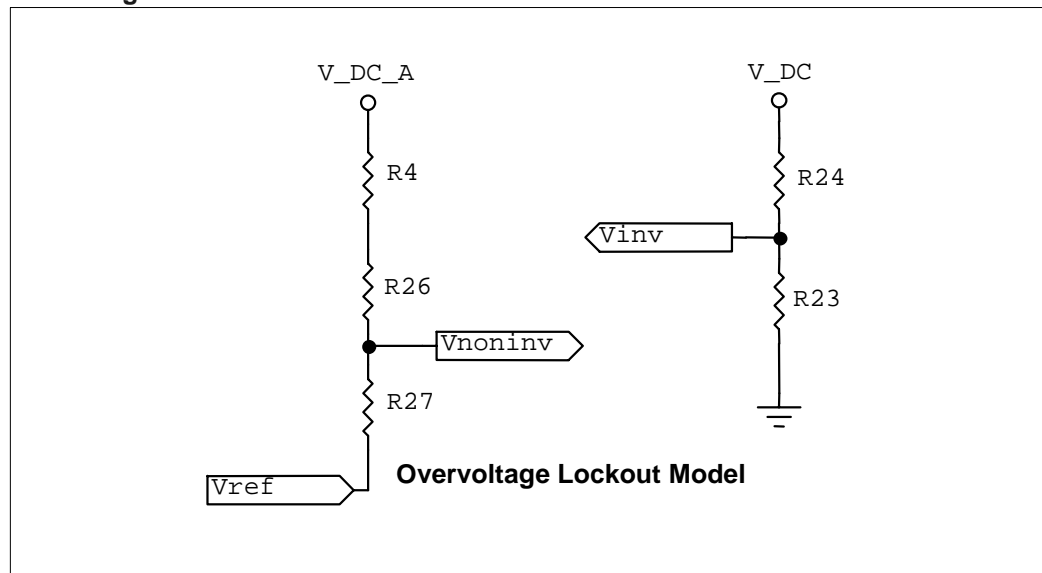 V_DC_A
V_DC
R4
R24
Vinv
R26
R23
Vnoninv
R27
Overvoltage Lockout Model
Vref